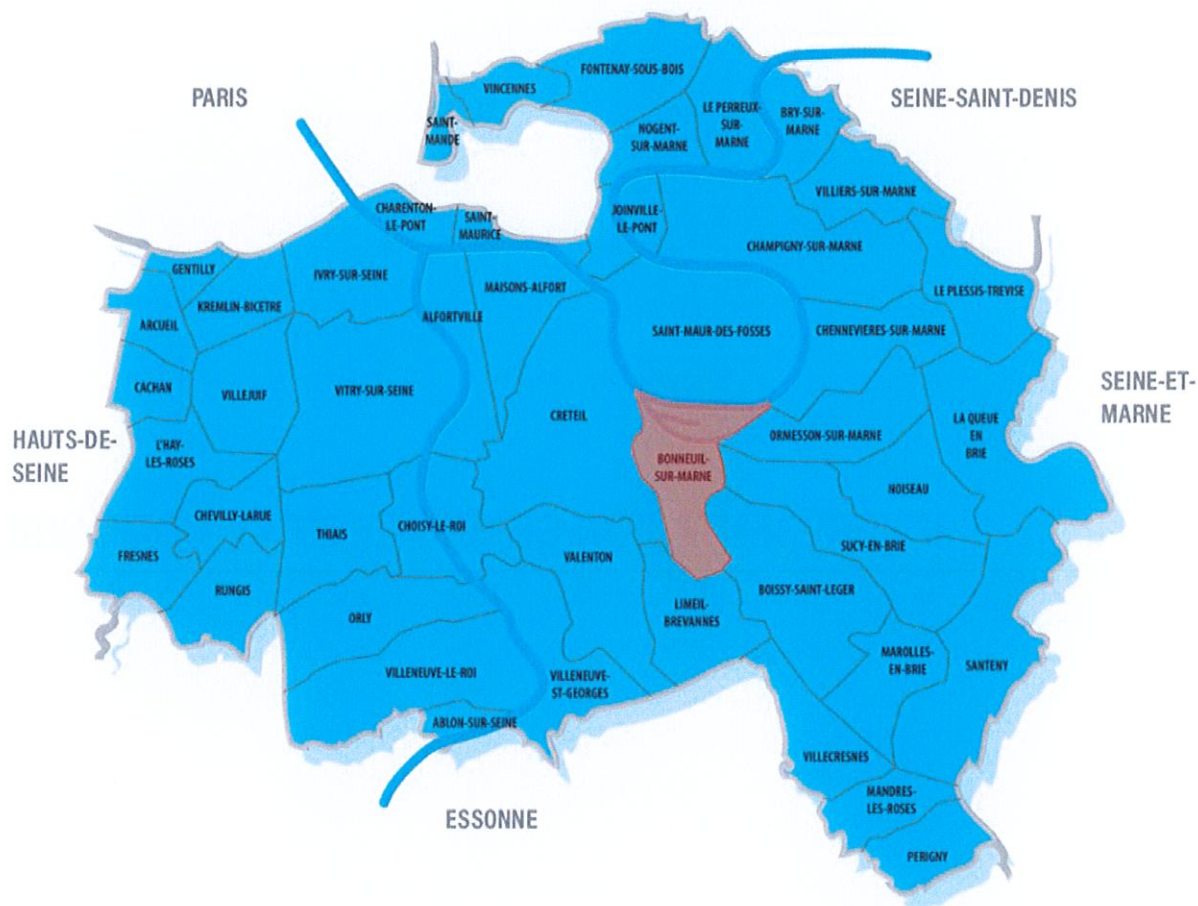 PARIS
SEINE-SAINT-DENIS
FONTENAY-SOUS-BOIS
VINCENNES
SAINT-
MANDE
LE PERREUX-
SUR-
MARNE
BRY-SUR-
MARNE
NOGENT-
SUR-MARNE
VILLIERS-SUR-MARNE
CHARENTON-
LE-PONT
SAINT-
MAURICE
JOINVILLE-
LE-PONT
CHAMPIGNY-SUR-MARNE
GENTILLY
IVRY-SUR-SEINE
MAISONS-ALFORT
LE PLESSIS-TREVISE
KREMLIN-BICETRE
ARCUEIL
ALFORTVILLE
SAINT-MAUR-DES-FOSSES
CHENNEVIERES-SUR-MARNE
CACHAN
VILLEJUIF
VITRY-SUR-SEINE
CRETEIL
SEINE-ET-
MARNE
LA QUEUE
EN
BRIE
ORMESSON-SUR-MARNE
HAUTS-DE-
SEINE
L'HAY-
LES-ROSES
BONNEUIL-
SUR-MARNE
NOISEAU
CHEVILLY-LARUE
THIAIS
CHOISY-LE-ROI
SUCY-EN-BRIE
FRESNES
VALENTON
RUNGIS
BOISSY-SAINT-LEGER
LIMEIL-
BREVANNES
ORLY
MAROLLES-
EN-BRIE
SANTENY
VILLENEUVE-LE-ROI
VILLENEUVE-
ST-GEORGES
ABLON-SUR-SEINE
VILLECRESNES
MANDRES-
LES-ROSES
ESSONNE
PERIGNY